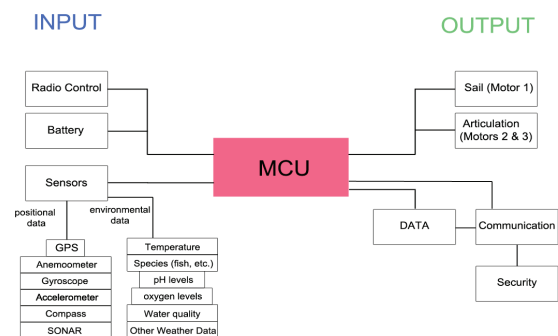 INPUT
OUTPUT
Radio Control
Battery
Sensors
positional
data
environmental
data
GPS
Anemoometer
Gyroscope
Accelerometer
Compass
SONAR
Temperature
Species (fish, etc.)
pH levels
oxygen levels
Water quality
Other Weather Data
MCU
Sail (Motor 1)
Articulation
(Motors 2 & 3)
DATA
Communication
Security